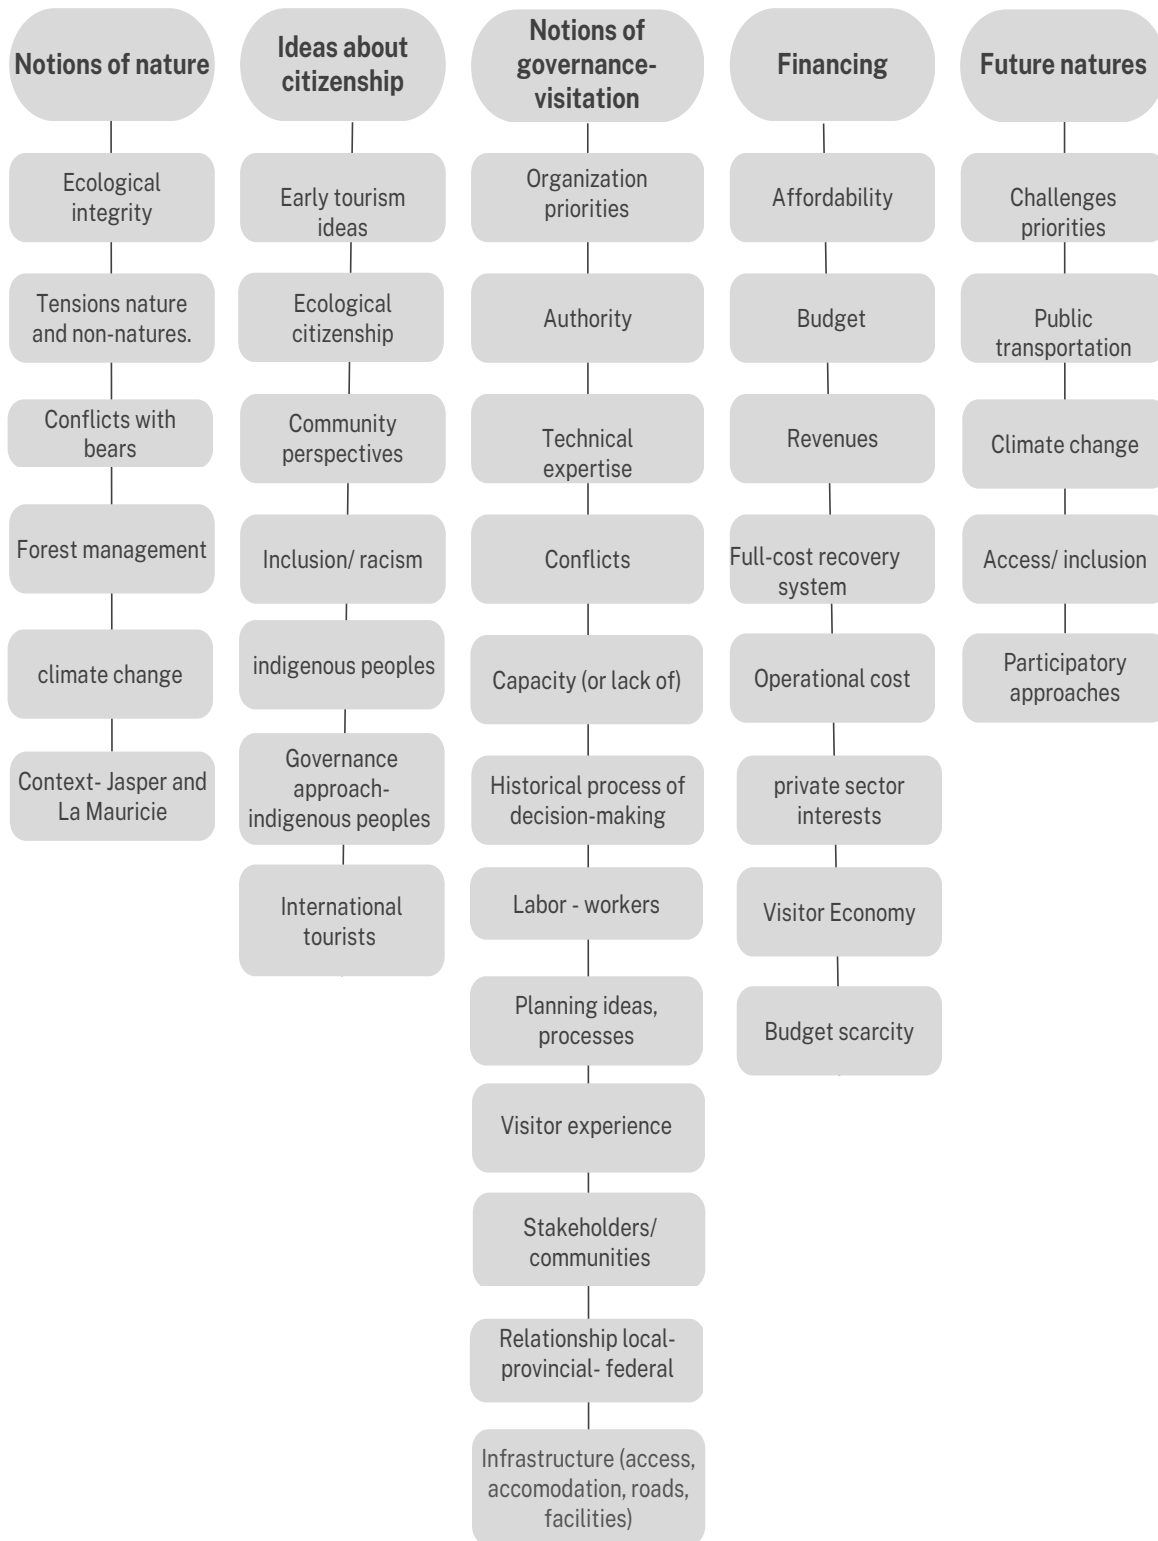 Notions of nature
Ecological
integrity
Tensions nature
and non-natures.
Conflicts with
bears
Forest management
climate change
Context- Jasper and
La Mauricie
Ideas about
citizenship
Early tourism
ideas
Ecological
citizenship
Community
perspectives
Inclusion/ racism
indigenous peoples
Governance
approach-
indigenous peoples
International
tourists
Notions of
governance-
visitation
Organization
priorities
Authority
Technical
expertise
Conflicts
Capacity (or lack of)
Historical process of
decision-making
Labor - workers
Planning ideas,
processes
Visitor experience
Stakeholders/
communities
Relationship local-
provincial- federal
Infrastructure (access,
accomodation, roads,
facilities)
Financing
Affordability
Budget
Revenues
Full-cost recovery
system
Operational cost
private sector
interests
Visitor Economy
Budget scarcity
Future natures
Challenges
priorities
Public
transportation
Climate change
Access/ inclusion
Participatory
approaches